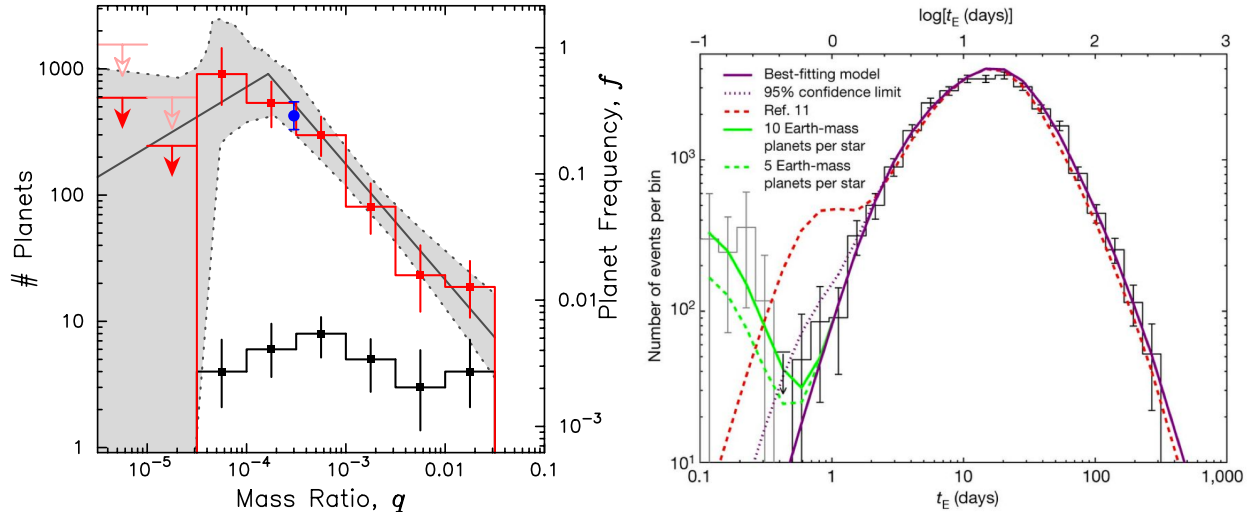 # Planets
1000
100
10
1
10⁻⁵
10⁻⁴
10⁻³
0.01
0.1
Mass Ratio, q
1
0.1
0.01
10⁻³
Planet Frequency, f
log[t_E (days)]
−1
0
1
2
3
Number of events per bin
10³
10²
10¹
Best-fitting model
95% confidence limit
Ref. 11
10 Earth-mass
planets per star
5 Earth-mass
planets per star
0.1
1
10
100
1,000
t_E (days)